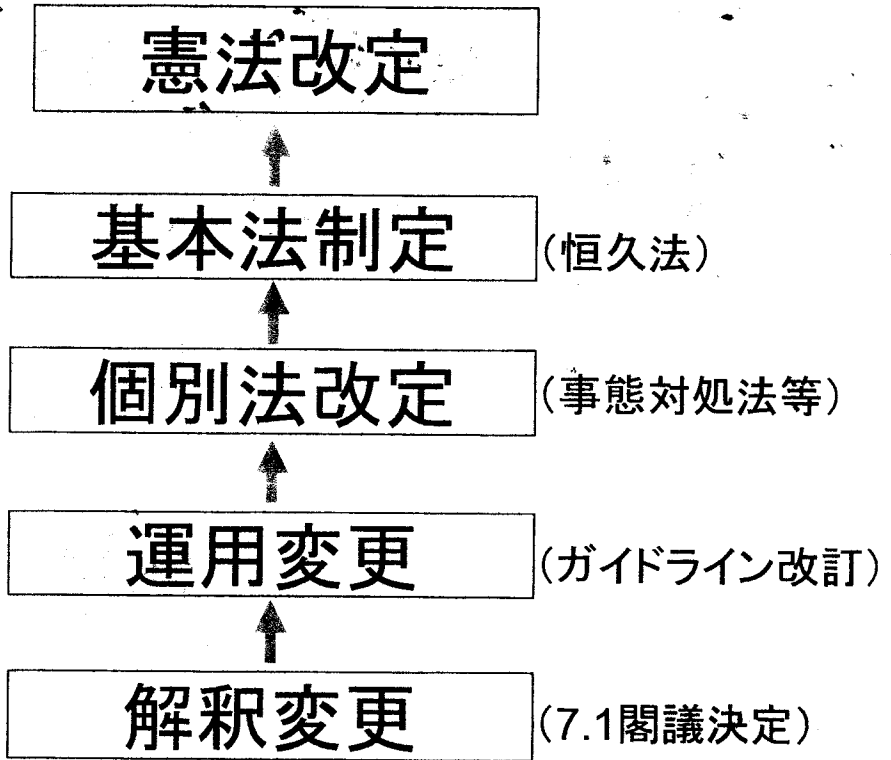 憲法改定
基本法制定 (恒久法)
個別法改定 (事態対処法等)
運用変更 (ガイドライン改訂)
解釈変更 (7.1閣議決定)